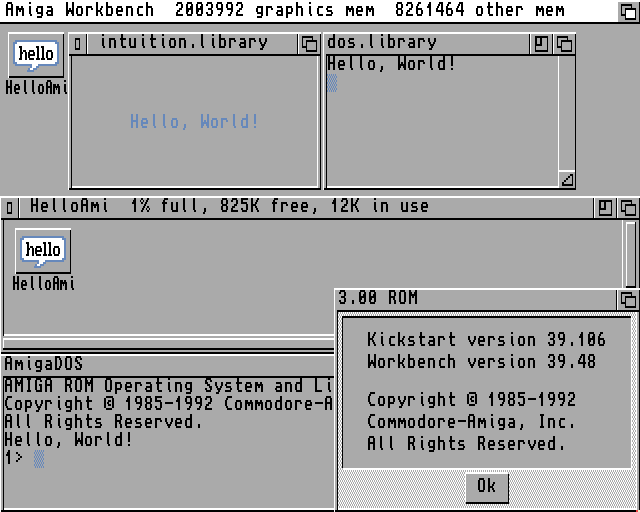 Amiga Workbench  2003992 graphics mem  8261464 other mem
hello
HelloAmi
intuition.library
Hello, World!
dos.library
Hello, World!
HelloAmi  1% full, 825K free, 12K in use
hello
HelloAmi
AmigaDOS
AMIGA ROM Operating System and Li
Copyright © 1985-1992 Commodore-A
All Rights Reserved.
Hello, World!
1>
3.00 ROM
Kickstart version 39.106
Workbench version 39.48
Copyright © 1985-1992
Commodore-Amiga, Inc.
All Rights Reserved.
Ok